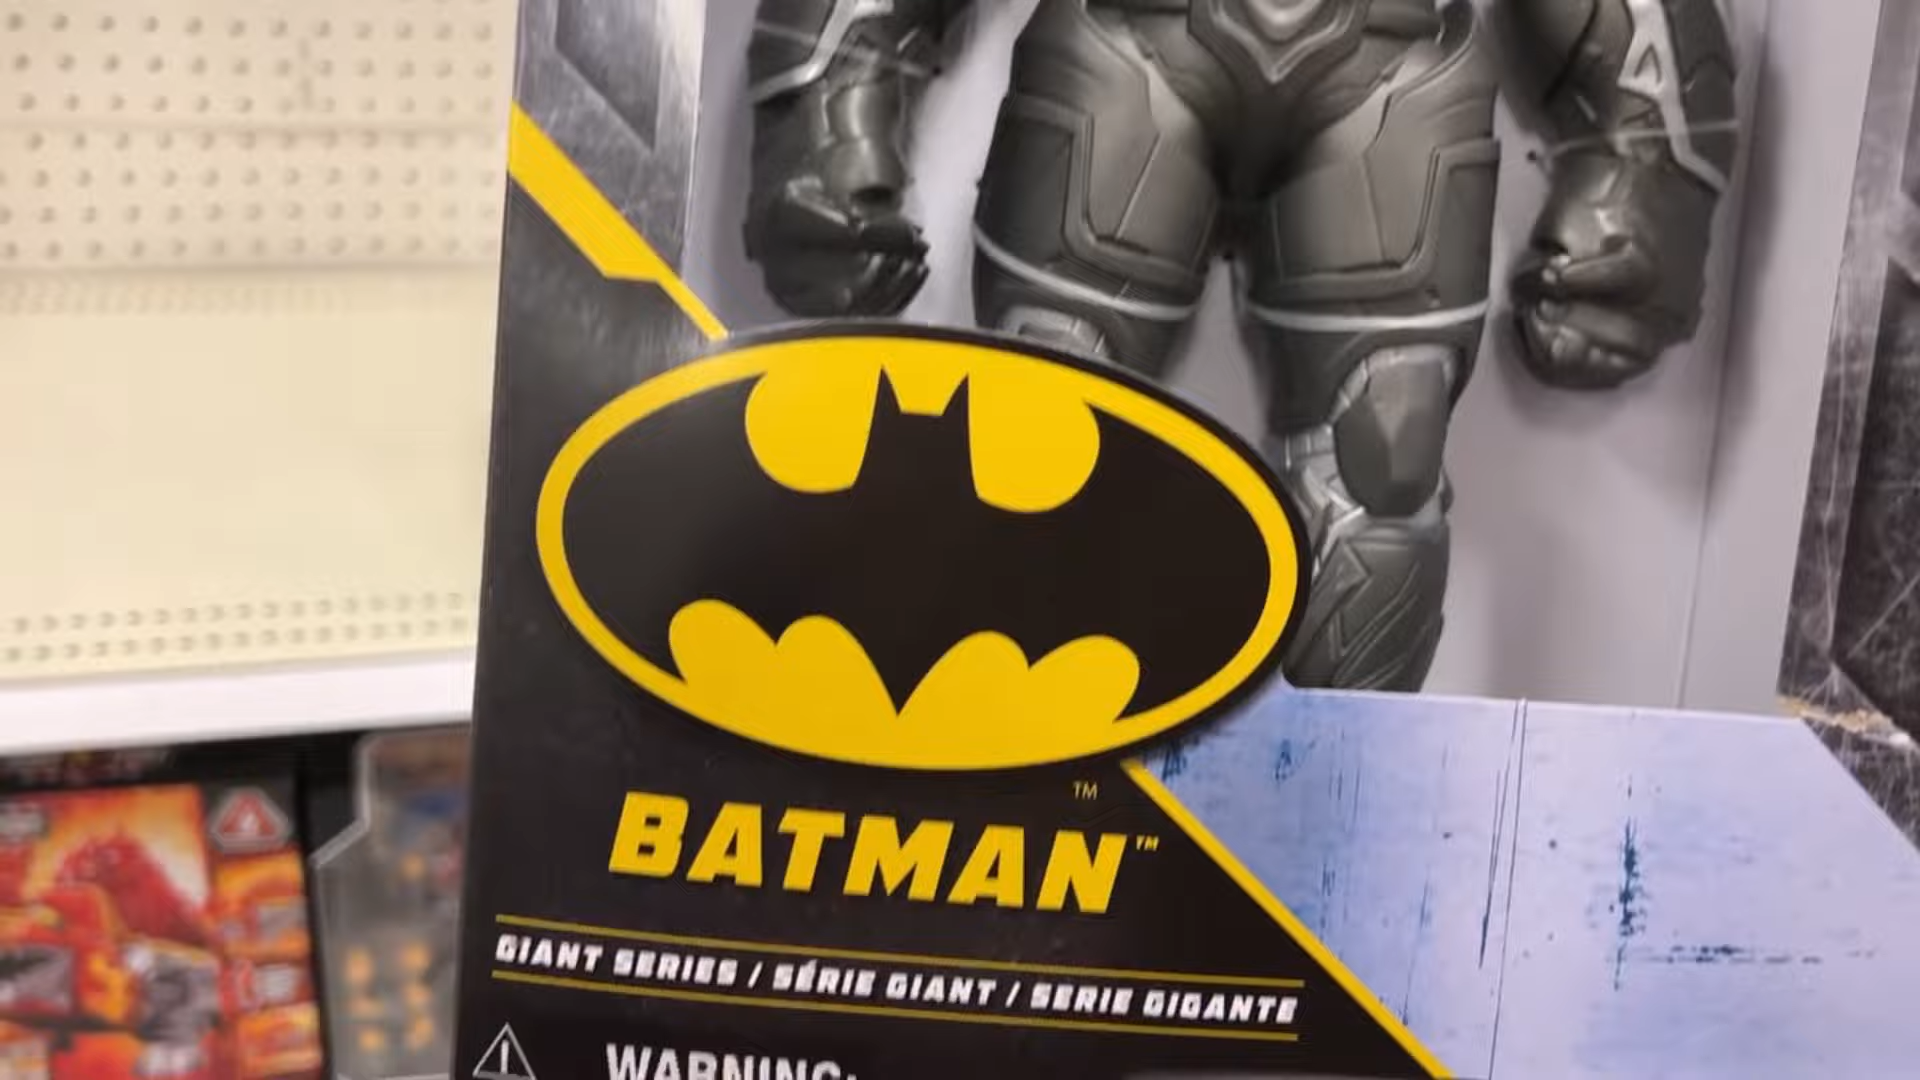 TM
BATMAN™
GIANT SERIES / SÉRIE GIANT / SERIE GIGANTE
WARNING: